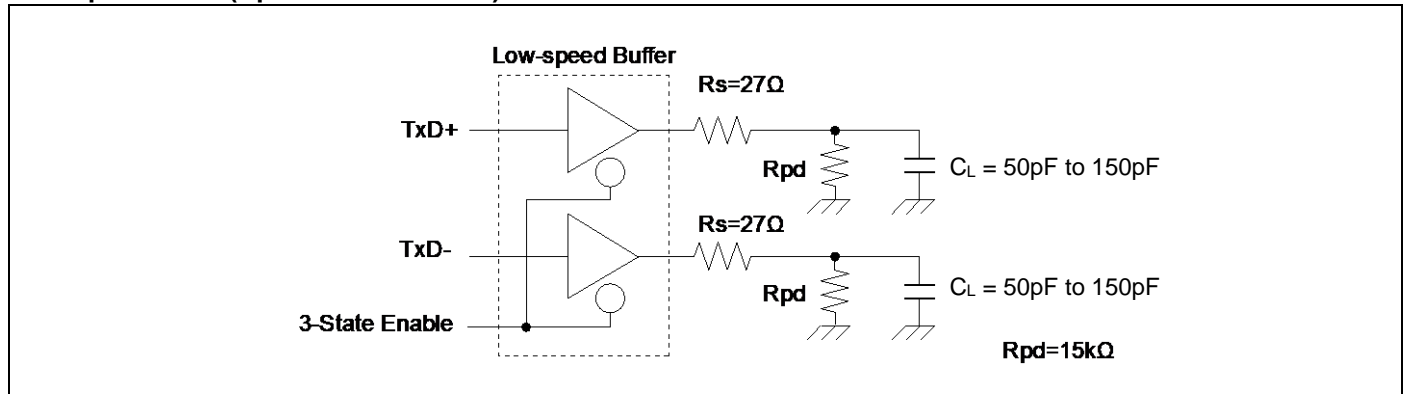 Low-speed Buffer
Rs=27Ω
TxD+
Rpd
CL = 50pF to 150pF
Rs=27Ω
TxD-
Rpd
CL = 50pF to 150pF
3-State Enable
Rpd=15kΩ